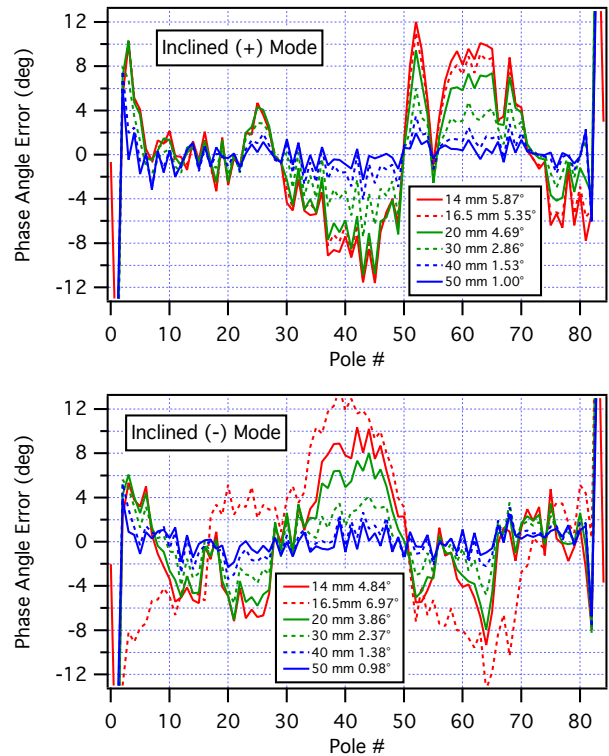 Inclined (+) Mode
Phase Angle Error (deg)
12
8
4
0
-4
-8
-12
14 mm 5.87°
16.5 mm 5.35°
20 mm 4.69°
30 mm 2.86°
40 mm 1.53°
50 mm 1.00°
0 10 20 30 40 50 60 70 80
Pole #
Inclined (-) Mode
Phase Angle Error (deg)
12
8
4
0
-4
-8
-12
14 mm 4.84°
16.5mm 6.97°
20 mm 3.86°
30 mm 2.37°
40 mm 1.38°
50 mm 0.98°
0 10 20 30 40 50 60 70 80
Pole #